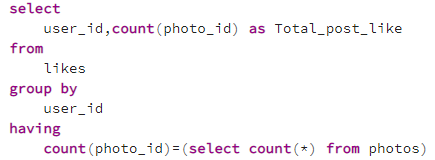 select
    user_id,count(photo_id) as Total_post_like
from
    likes
group by
    user_id
having
    count(photo_id)=(select count(*) from photos)